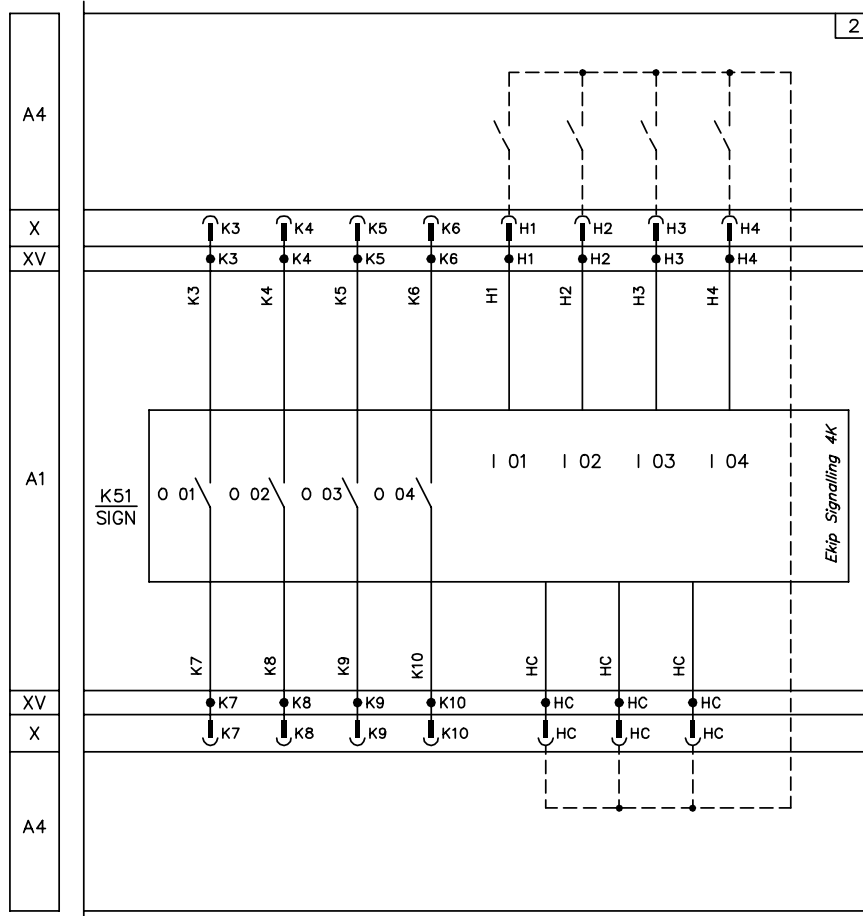 2
A4
X
K3 K4 K5 K6 H1 H2 H3 H4
XV
K3 K4 K5 K6 H1 H2 H3 H4
K3 K4 K5 K6 H1 H2 H3 H4
A1
K51
SIGN
O 01 O 02 O 03 O 04
I 01 I 02 I 03 I 04
Ekip Signalling 4K
K7 K8 K9 K10 HC HC HC
XV
K7 K8 K9 K10 HC HC HC
X
K7 K8 K9 K10 HC HC HC
A4